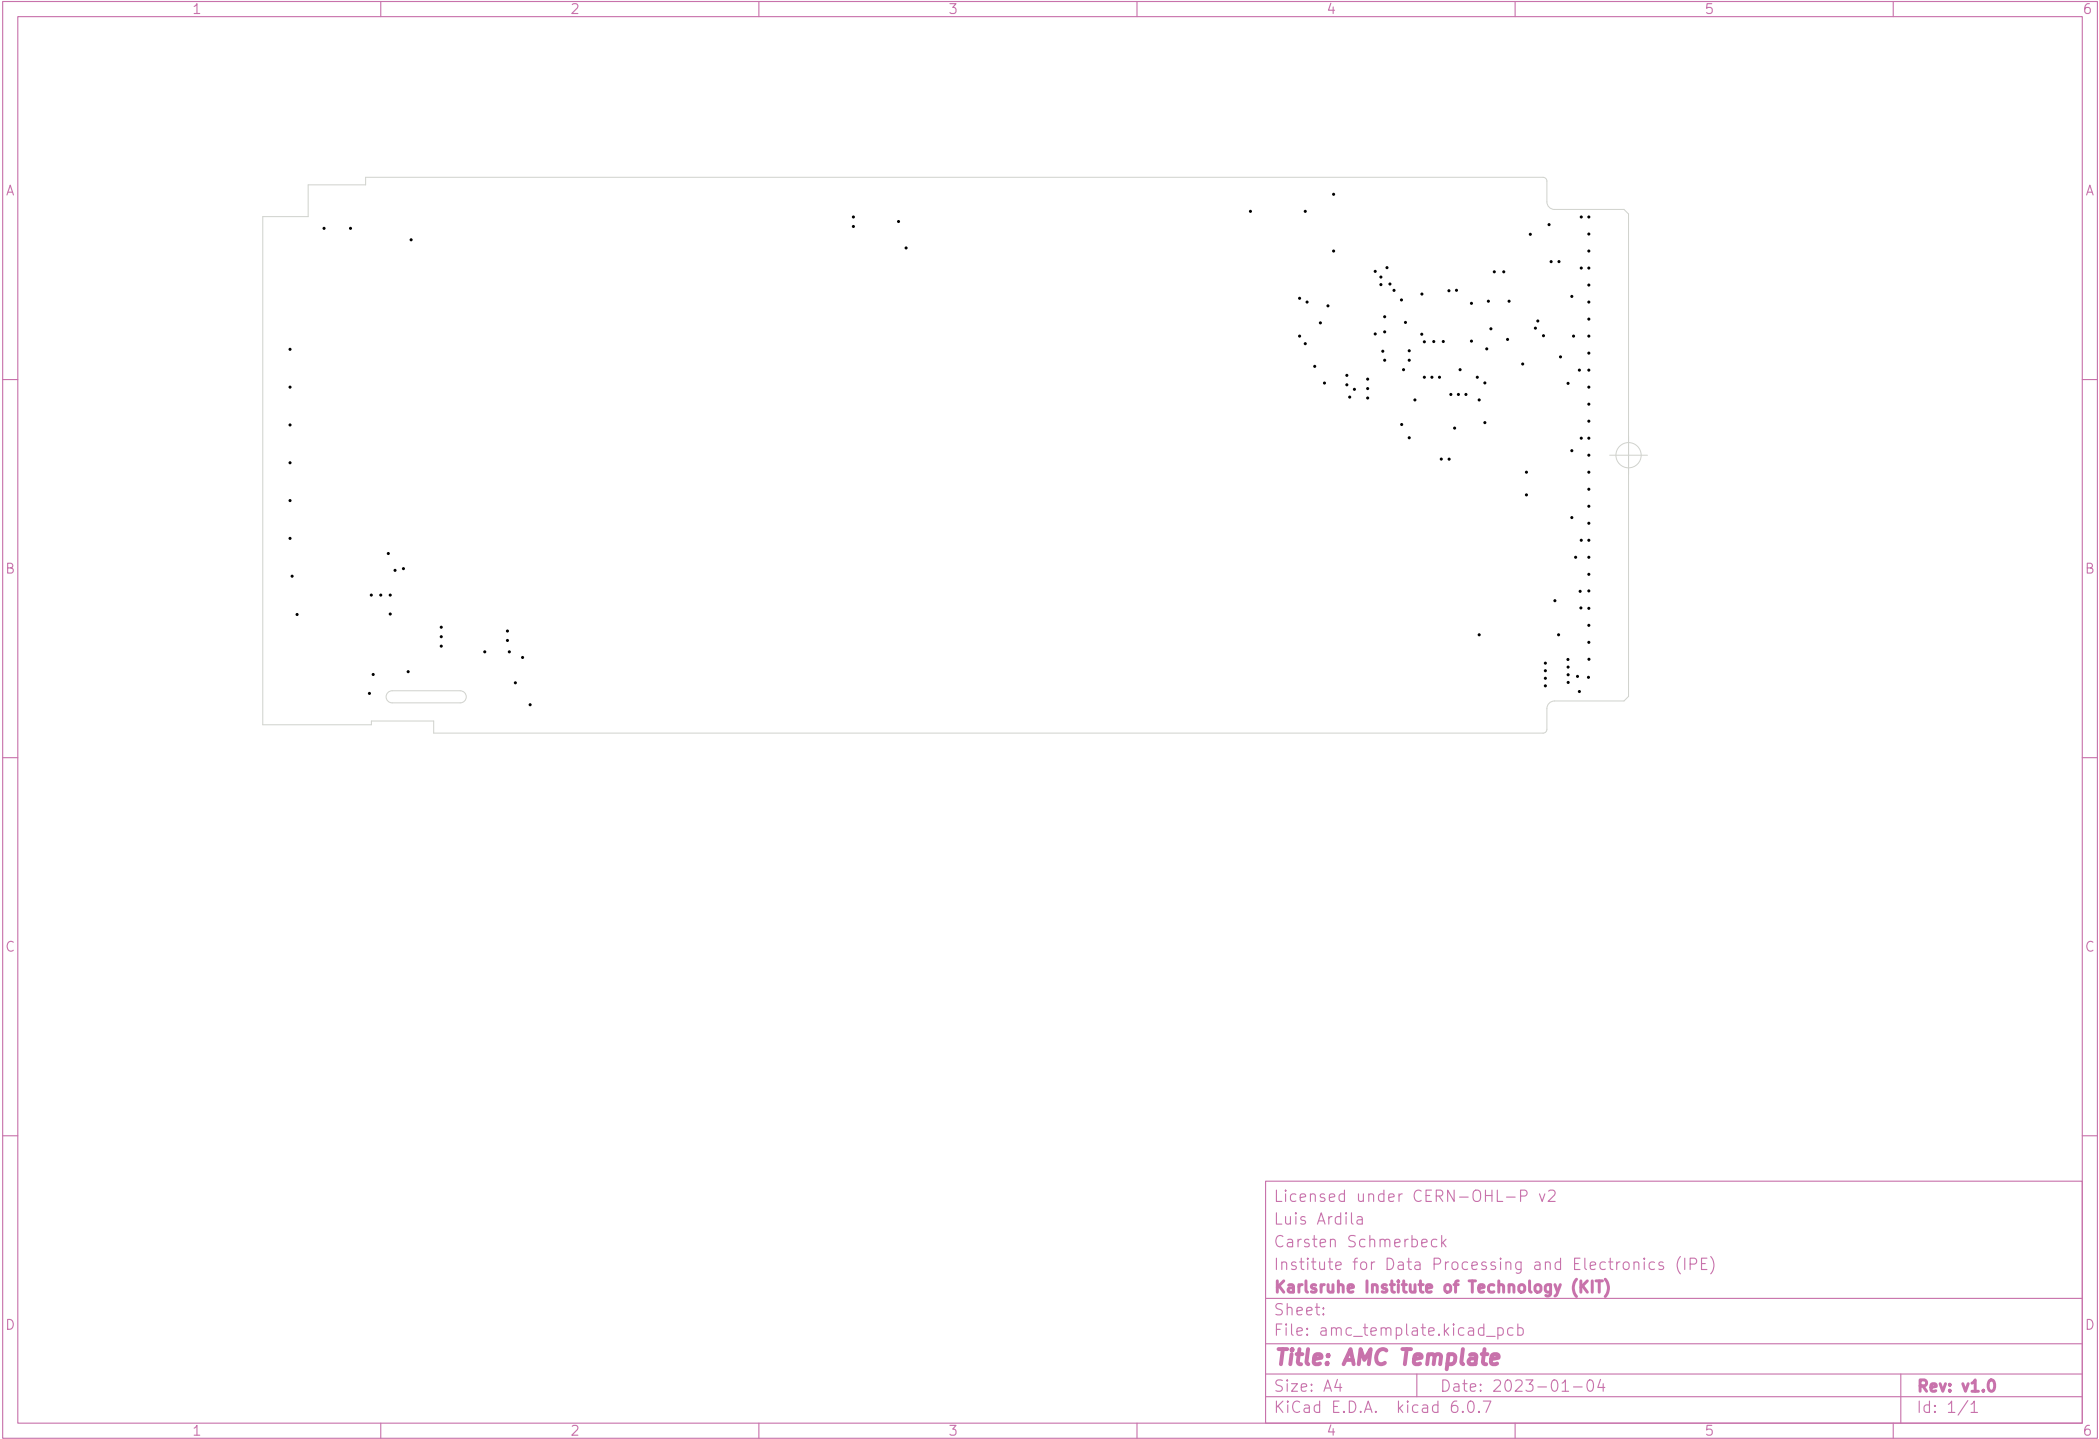 1 2 3 4 5 6
A A
B B
C C
Licensed under CERN-OHL-P v2
Luis Ardila
Carsten Schmerbeck
Institute for Data Processing and Electronics (IPE)
Karlsruhe Institute of Technology (KIT)
Sheet:
D D
File: amc_template.kicad_pcb
Title: AMC Template
Size: A4 Date: 2023-01-04 Rev: v1.0
KiCad E.D.A. kicad 6.0.7 Id: 1/1
1 2 3 4 5 6